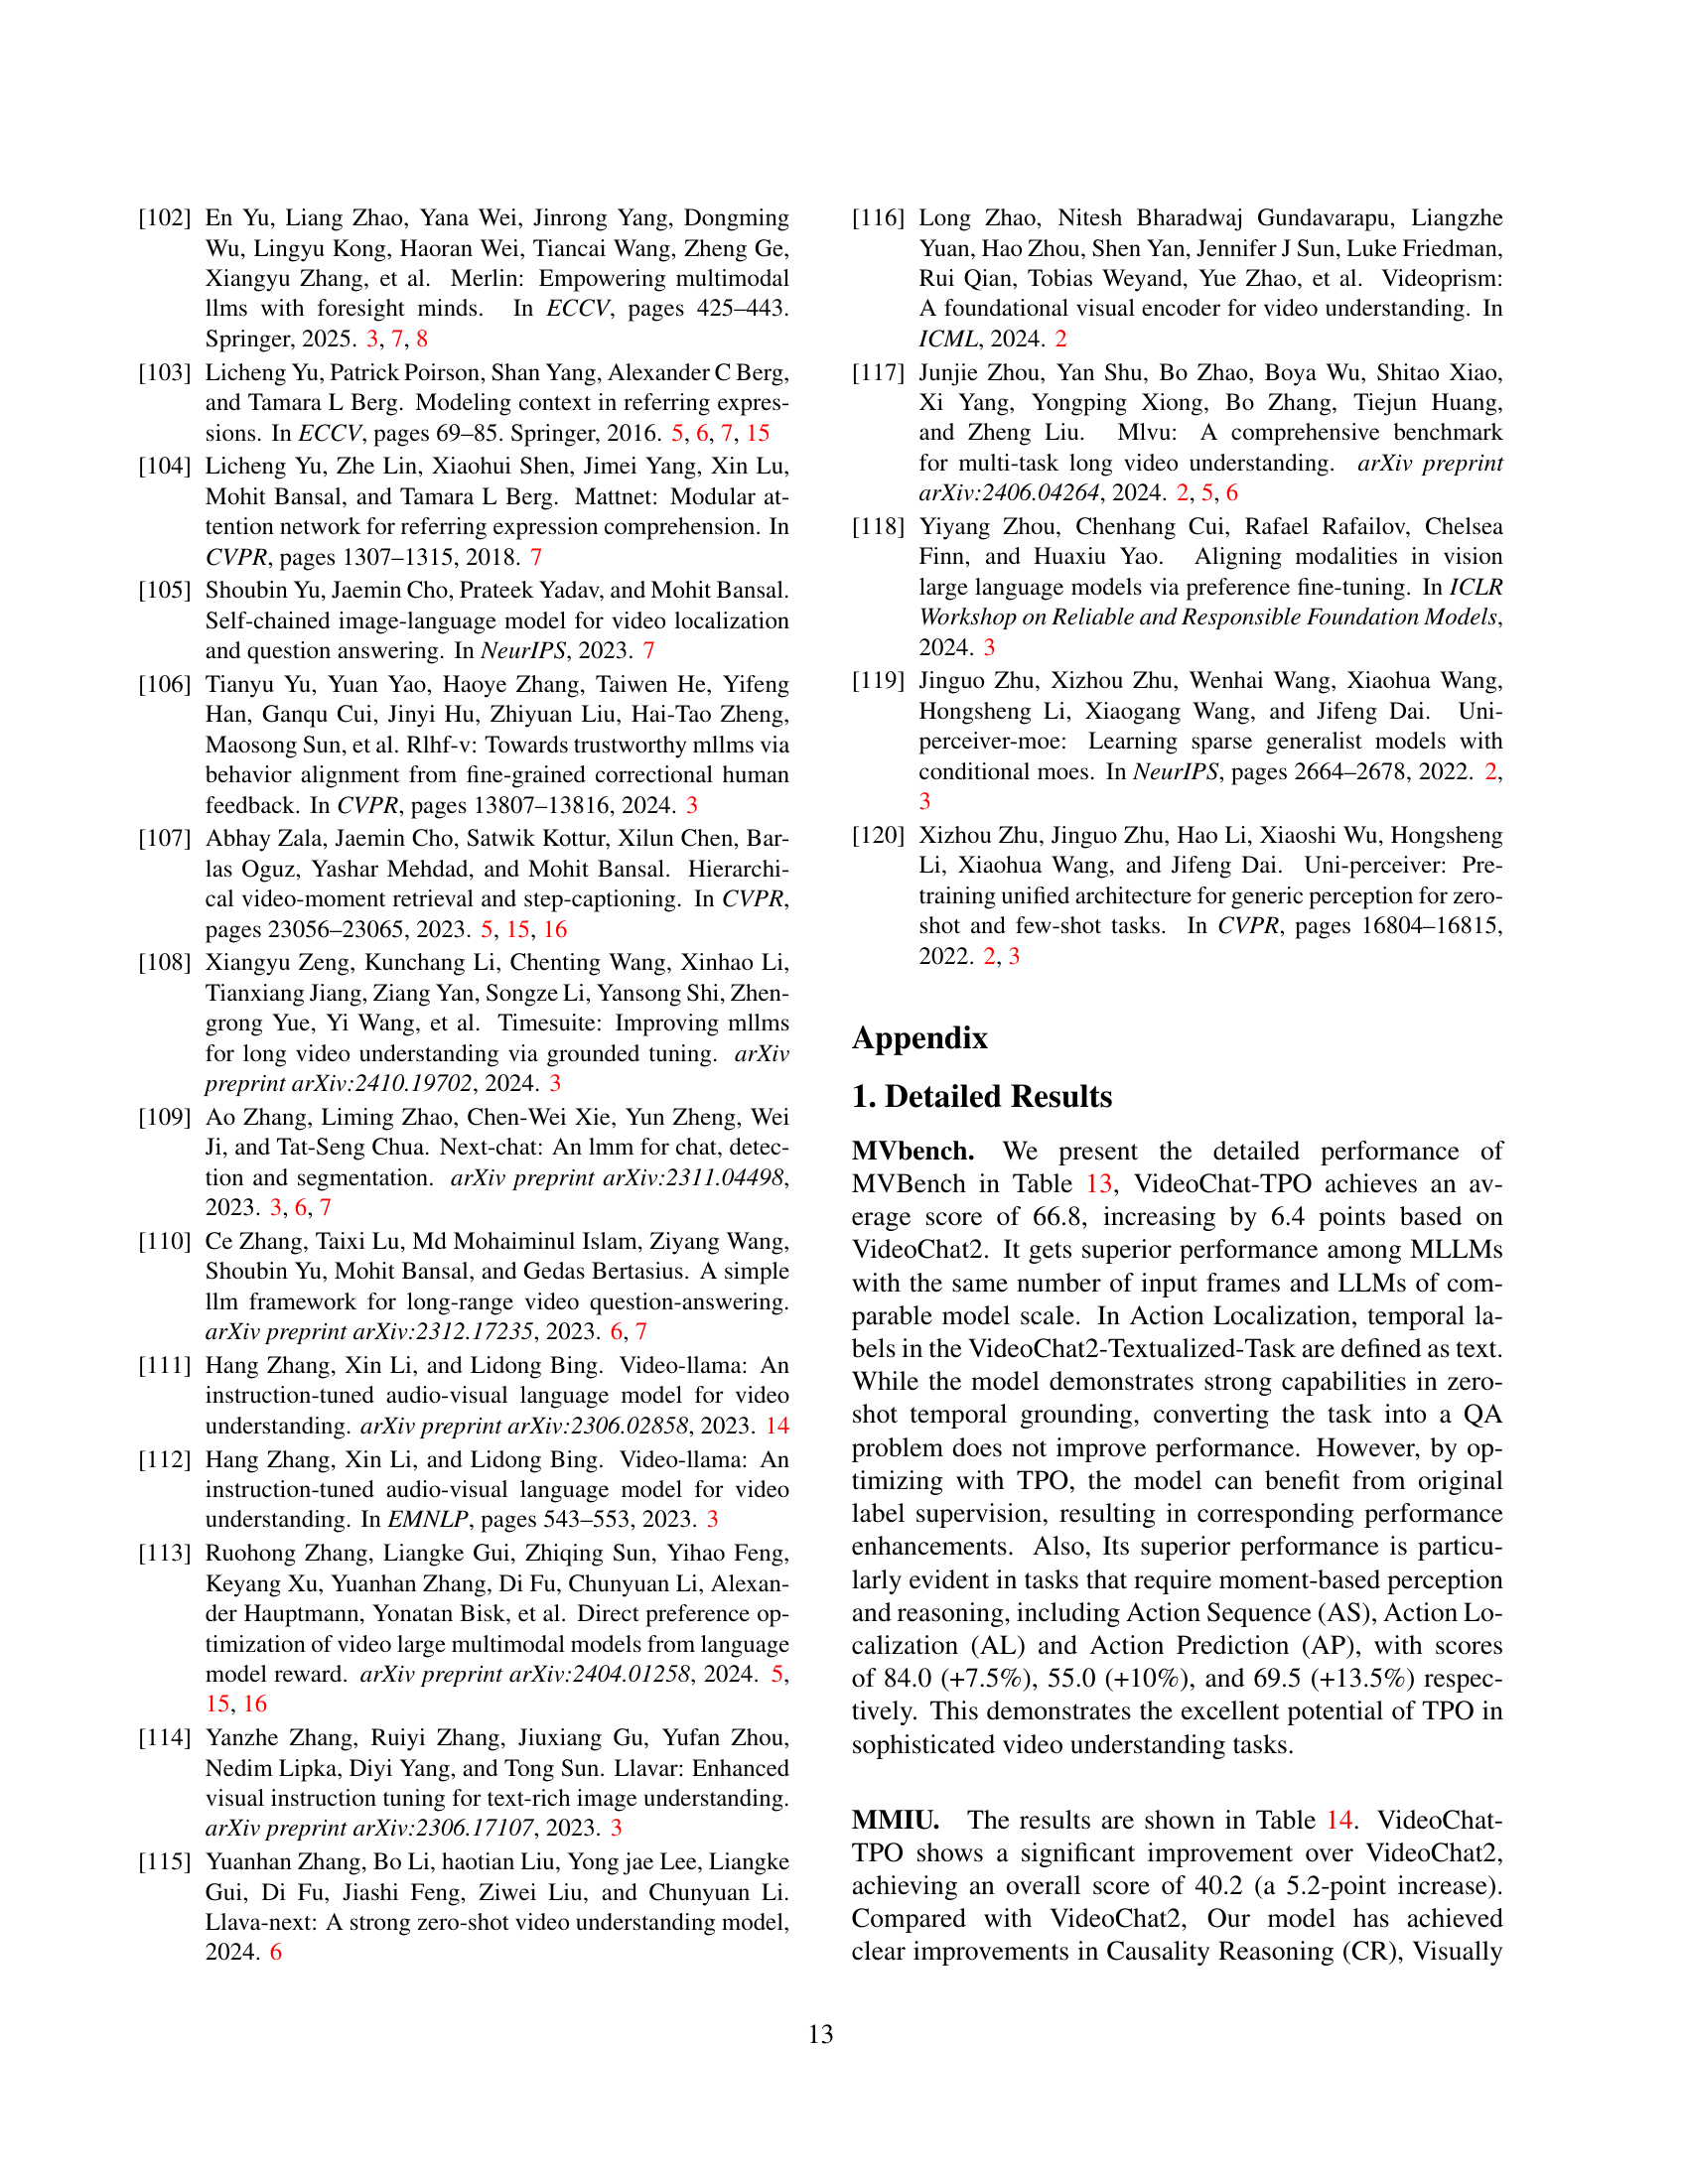 [102] En Yu, Liang Zhao, Yana Wei, Jinrong Yang, Dongming
Wu, Lingyu Kong, Haoran Wei, Tiancai Wang, Zheng Ge,
Xiangyu Zhang, et al. Merlin: Empowering multimodal
llms with foresight minds. In ECCV, pages 425–443.
Springer, 2025. 3, 7, 8
[103] Licheng Yu, Patrick Poirson, Shan Yang, Alexander C Berg,
and Tamara L Berg. Modeling context in referring expres-
sions. In ECCV, pages 69–85. Springer, 2016. 5, 6, 7, 15
[104] Licheng Yu, Zhe Lin, Xiaohui Shen, Jimei Yang, Xin Lu,
Mohit Bansal, and Tamara L Berg. Mattnet: Modular at-
tention network for referring expression comprehension. In
CVPR, pages 1307–1315, 2018. 7
[105] Shoubin Yu, Jaemin Cho, Prateek Yadav, and Mohit Bansal.
Self-chained image-language model for video localization
and question answering. In NeurIPS, 2023. 7
[106] Tianyu Yu, Yuan Yao, Haoye Zhang, Taiwen He, Yifeng
Han, Ganqu Cui, Jinyi Hu, Zhiyuan Liu, Hai-Tao Zheng,
Maosong Sun, et al. Rlhf-v: Towards trustworthy mllms via
behavior alignment from fine-grained correctional human
feedback. In CVPR, pages 13807–13816, 2024. 3
[107] Abhay Zala, Jaemin Cho, Satwik Kottur, Xilun Chen, Bar-
las Oguz, Yashar Mehdad, and Mohit Bansal. Hierarchi-
cal video-moment retrieval and step-captioning. In CVPR,
pages 23056–23065, 2023. 5, 15, 16
[108] Xiangyu Zeng, Kunchang Li, Chenting Wang, Xinhao Li,
Tianxiang Jiang, Ziang Yan, Songze Li, Yansong Shi, Zhen-
grong Yue, Yi Wang, et al. Timesuite: Improving mllms
for long video understanding via grounded tuning. arXiv
preprint arXiv:2410.19702, 2024. 3
[109] Ao Zhang, Liming Zhao, Chen-Wei Xie, Yun Zheng, Wei
Ji, and Tat-Seng Chua. Next-chat: An lmm for chat, detec-
tion and segmentation. arXiv preprint arXiv:2311.04498,
2023. 3, 6, 7
[110] Ce Zhang, Taixi Lu, Md Mohaiminul Islam, Ziyang Wang,
Shoubin Yu, Mohit Bansal, and Gedas Bertasius. A simple
llm framework for long-range video question-answering.
arXiv preprint arXiv:2312.17235, 2023. 6, 7
[111] Hang Zhang, Xin Li, and Lidong Bing. Video-llama: An
instruction-tuned audio-visual language model for video
understanding. arXiv preprint arXiv:2306.02858, 2023. 14
[112] Hang Zhang, Xin Li, and Lidong Bing. Video-llama: An
instruction-tuned audio-visual language model for video
understanding. In EMNLP, pages 543–553, 2023. 3
[113] Ruohong Zhang, Liangke Gui, Zhiqing Sun, Yihao Feng,
Keyang Xu, Yuanhan Zhang, Di Fu, Chunyuan Li, Alexan-
der Hauptmann, Yonatan Bisk, et al. Direct preference op-
timization of video large multimodal models from language
model reward. arXiv preprint arXiv:2404.01258, 2024. 5,
15, 16
[114] Yanzhe Zhang, Ruiyi Zhang, Jiuxiang Gu, Yufan Zhou,
Nedim Lipka, Diyi Yang, and Tong Sun. Llavar: Enhanced
visual instruction tuning for text-rich image understanding.
arXiv preprint arXiv:2306.17107, 2023. 3
[115] Yuanhan Zhang, Bo Li, haotian Liu, Yong jae Lee, Liangke
Gui, Di Fu, Jiashi Feng, Ziwei Liu, and Chunyuan Li.
Llava-next: A strong zero-shot video understanding model,
2024. 6
[116] Long Zhao, Nitesh Bharadwaj Gundavarapu, Liangzhe
Yuan, Hao Zhou, Shen Yan, Jennifer J Sun, Luke Friedman,
Rui Qian, Tobias Weyand, Yue Zhao, et al. Videoprism:
A foundational visual encoder for video understanding. In
ICML, 2024. 2
[117] Junjie Zhou, Yan Shu, Bo Zhao, Boya Wu, Shitao Xiao,
Xi Yang, Yongping Xiong, Bo Zhang, Tiejun Huang,
and Zheng Liu. Mlvu: A comprehensive benchmark
for multi-task long video understanding. arXiv preprint
arXiv:2406.04264, 2024. 2, 5, 6
[118] Yiyang Zhou, Chenhang Cui, Rafael Rafailov, Chelsea
Finn, and Huaxiu Yao. Aligning modalities in vision
large language models via preference fine-tuning. In ICLR
Workshop on Reliable and Responsible Foundation Models,
2024. 3
[119] Jinguo Zhu, Xizhou Zhu, Wenhai Wang, Xiaohua Wang,
Hongsheng Li, Xiaogang Wang, and Jifeng Dai. Uni-
perceiver-moe: Learning sparse generalist models with
conditional moes. In NeurIPS, pages 2664–2678, 2022. 2,
3
[120] Xizhou Zhu, Jinguo Zhu, Hao Li, Xiaoshi Wu, Hongsheng
Li, Xiaohua Wang, and Jifeng Dai. Uni-perceiver: Pre-
training unified architecture for generic perception for zero-
shot and few-shot tasks. In CVPR, pages 16804–16815,
2022. 2, 3
Appendix
1. Detailed Results
MVbench. We present the detailed performance of
MVBench in Table 13, VideoChat-TPO achieves an av-
erage score of 66.8, increasing by 6.4 points based on
VideoChat2. It gets superior performance among MLLMs
with the same number of input frames and LLMs of com-
parable model scale. In Action Localization, temporal la-
bels in the VideoChat2-Textualized-Task are defined as text.
While the model demonstrates strong capabilities in zero-
shot temporal grounding, converting the task into a QA
problem does not improve performance. However, by op-
timizing with TPO, the model can benefit from original
label supervision, resulting in corresponding performance
enhancements. Also, Its superior performance is particu-
larly evident in tasks that require moment-based perception
and reasoning, including Action Sequence (AS), Action Lo-
calization (AL) and Action Prediction (AP), with scores
of 84.0 (+7.5%), 55.0 (+10%), and 69.5 (+13.5%) respec-
tively. This demonstrates the excellent potential of TPO in
sophisticated video understanding tasks.
MMIU. The results are shown in Table 14. VideoChat-
TPO shows a significant improvement over VideoChat2,
achieving an overall score of 40.2 (a 5.2-point increase).
Compared with VideoChat2, Our model has achieved
clear improvements in Causality Reasoning (CR), Visually
13